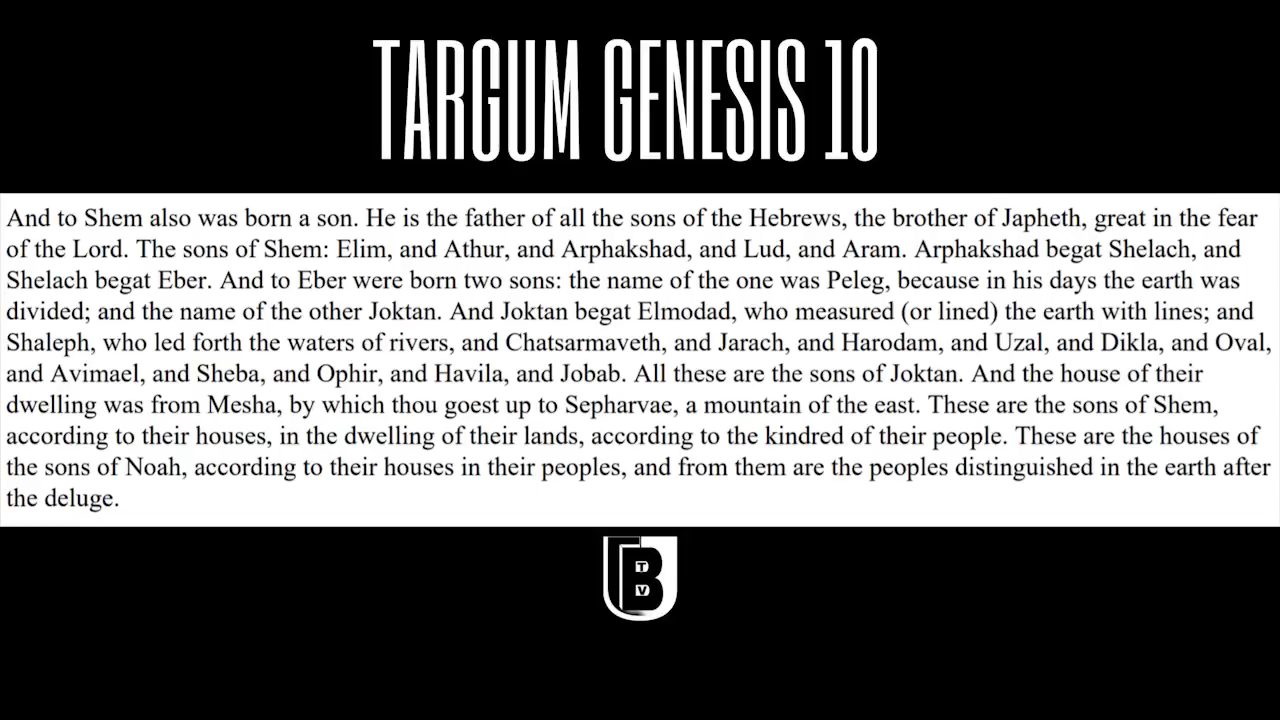 TARGUM GENESIS 10
And to Shem also was born a son. He is the father of all the sons of the Hebrews, the brother of Japheth, great in the fear
of the Lord. The sons of Shem: Elim, and Athur, and Arphakshad, and Lud, and Aram. Arphakshad begat Shelach, and
Shelach begat Eber. And to Eber were born two sons: the name of the one was Peleg, because in his days the earth was
divided; and the name of the other Joktan. And Joktan begat Elmodad, who measured (or lined) the earth with lines; and
Shaleph, who led forth the waters of rivers, and Chatsarmaveth, and Jarach, and Harodam, and Uzal, and Dikla, and Oval,
and Avimael, and Sheba, and Ophir, and Havila, and Jobab. All these are the sons of Joktan. And the house of their
dwelling was from Mesha, by which thou goest up to Sepharvae, a mountain of the east. These are the sons of Shem,
according to their houses, in the dwelling of their lands, according to the kindred of their people. These are the houses of
the sons of Noah, according to their houses in their peoples, and from them are the peoples distinguished in the earth after
the deluge.
B
T
V